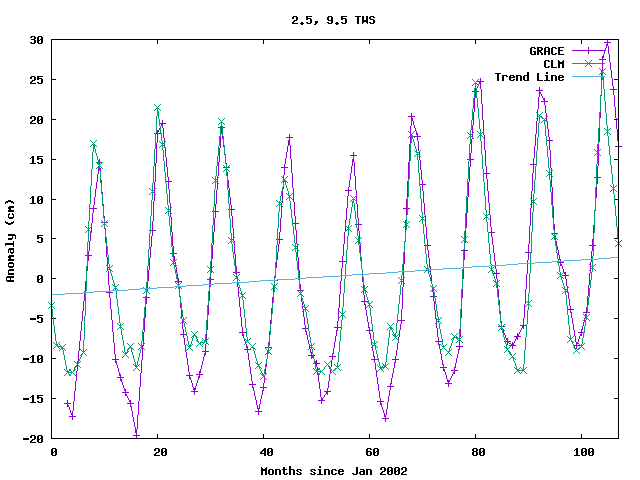 2.5, 9.5 TWS
GRACE
CLM
Trend Line
30
25
20
15
10
5
0
-5
-10
-15
-20
Anomaly (cm)
0 20 40 60 80 100
Months since Jan 2002